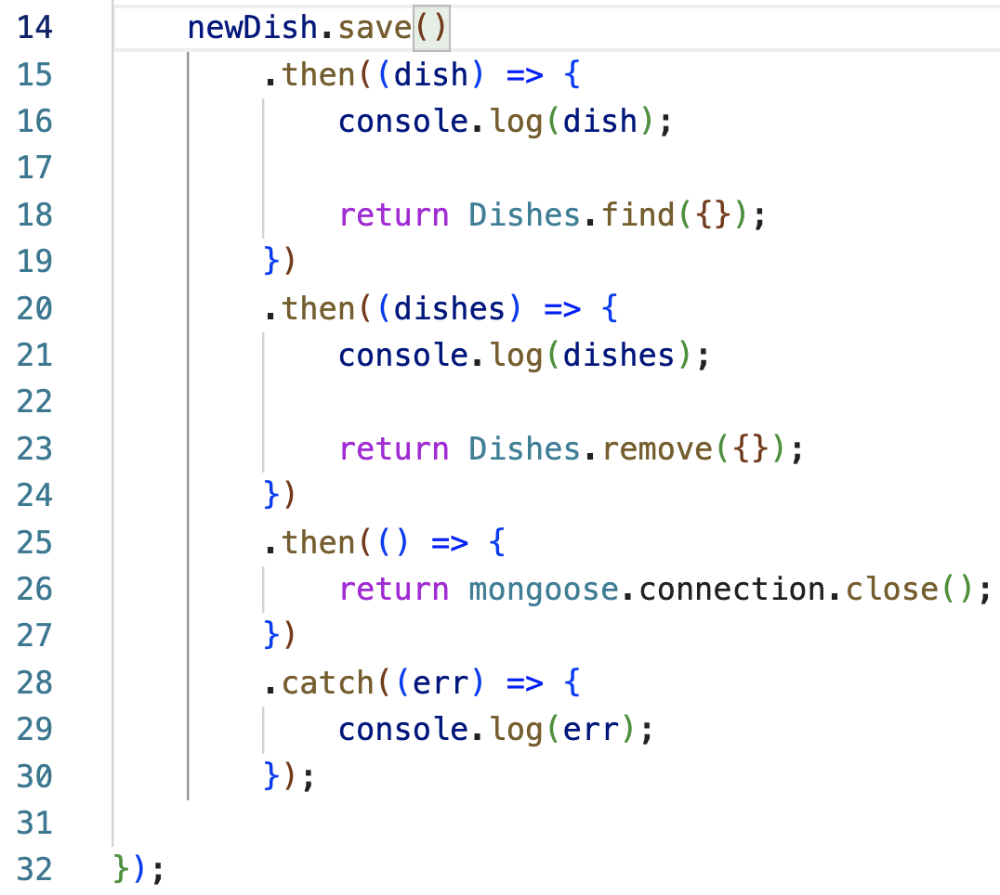 14 newDish.save()
15 .then((dish) => {
16 console.log(dish);
17
18 return Dishes.find({});
19 })
20 .then((dishes) => {
21 console.log(dishes);
22
23 return Dishes.remove({});
24 })
25 .then(() => {
26 return mongoose.connection.close();
27 })
28 .catch((err) => {
29 console.log(err);
30 });
31
32 });